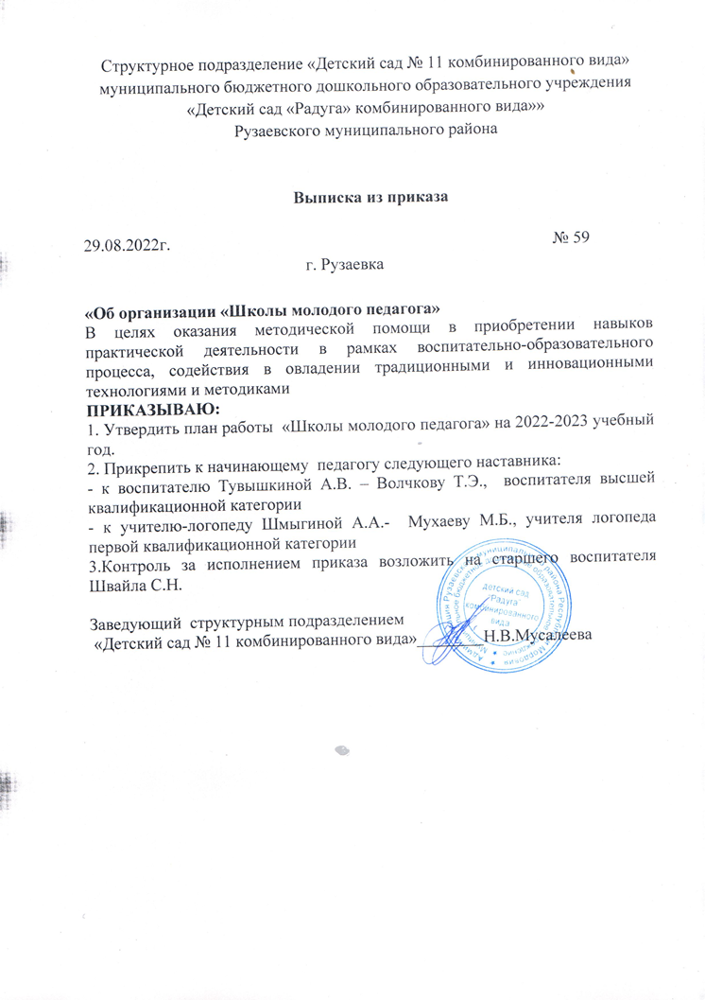 Структурное подразделение «Детский сад № 11 комбинированного вида»
муниципального бюджетного дошкольного образовательного учреждения
«Детский сад «Радуга» комбинированного вида»»
Рузаевского муниципального района
Выписка из приказа
29.08.2022г. № 59
г. Рузаевка
«Об организации «Школы молодого педагога»
В целях оказания методической помощи в приобретении навыков
практической деятельности в рамках воспитательно-образовательного
процесса, содействия в овладении традиционными и инновационными
технологиями и методиками
ПРИКАЗЫВАЮ:
1. Утвердить план работы «Школы молодого педагога» на 2022-2023 учебный
год.
2. Прикрепить к начинающему педагогу следующего наставника:
- к воспитателю Тувышкиной А.В. – Волчкову Т.Э., воспитателя высшей
квалификационной категории
- к учителю-логопеду Шмыгиной А.А.- Мухаеву М.Б., учителя логопеда
первой квалификационной категории
3.Контроль за исполнением приказа возложить на старшего воспитателя
Швайла С.Н.
Заведующий структурным подразделением
«Детский сад № 11 комбинированного вида»________Н.В.Мусалеева
детский сад
"Радуга"
комбинированного
вида